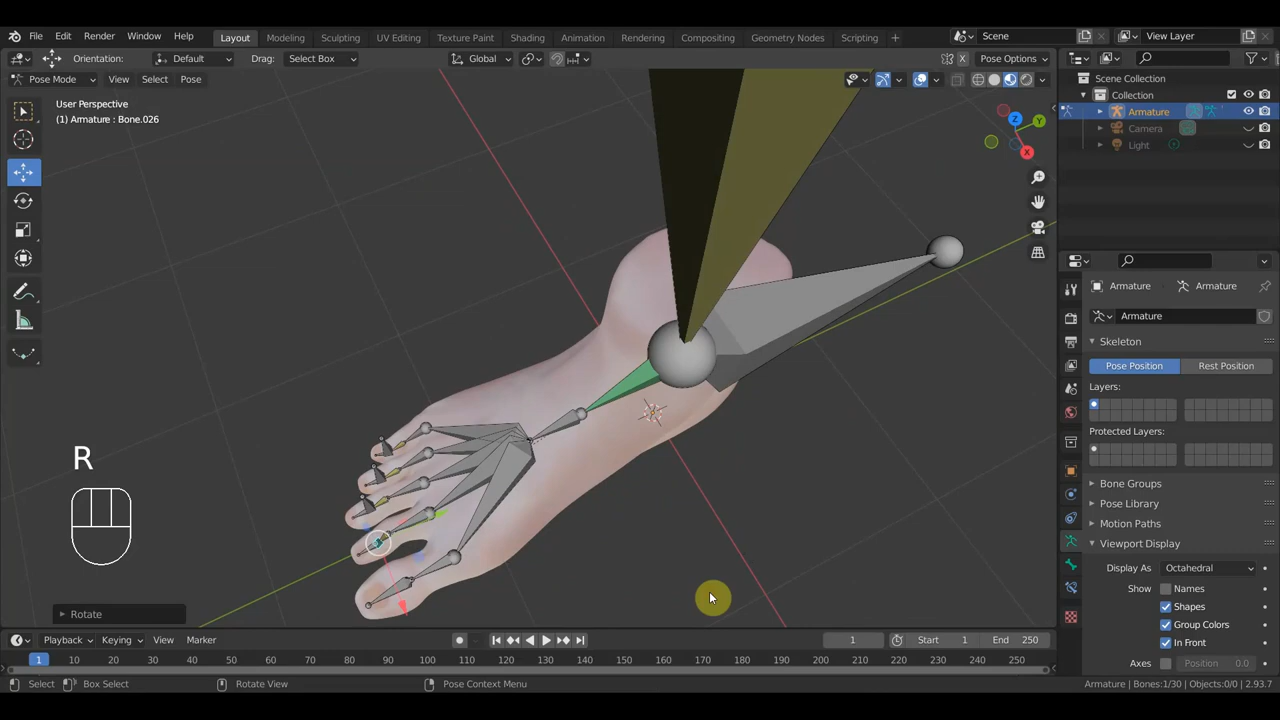 File Edit Render Window Help Layout Modeling Sculpting UV Editing Texture Paint Shading Animation Rendering Compositing Geometry Nodes Scripting + Scene View Layer
Orientation: Default Drag: Select Box Global X Pose Options
Pose Mode View Select Pose
User Perspective
(1) Armature : Bone.026
Z
Y
X
R
Rotate
Scene Collection
Collection
Armature
Camera
Light
Armature Armature
Armature
Skeleton
Pose Position Rest Position
Layers:
Protected Layers:
Bone Groups
Pose Library
Motion Paths
Viewport Display
Display As Octahedral
Show Names
Shapes
Group Colors
In Front
Axes Position 0.0
Playback Keying View Marker 1 Start 1 End 250
1 10 20 30 40 50 60 70 80 90 100 110 120 130 140 150 160 170 180 190 200 210 220 230 240 250
Select Box Select Rotate View Pose Context Menu Armature | Bones:1/30 | Objects:0/0 | 2.93.7